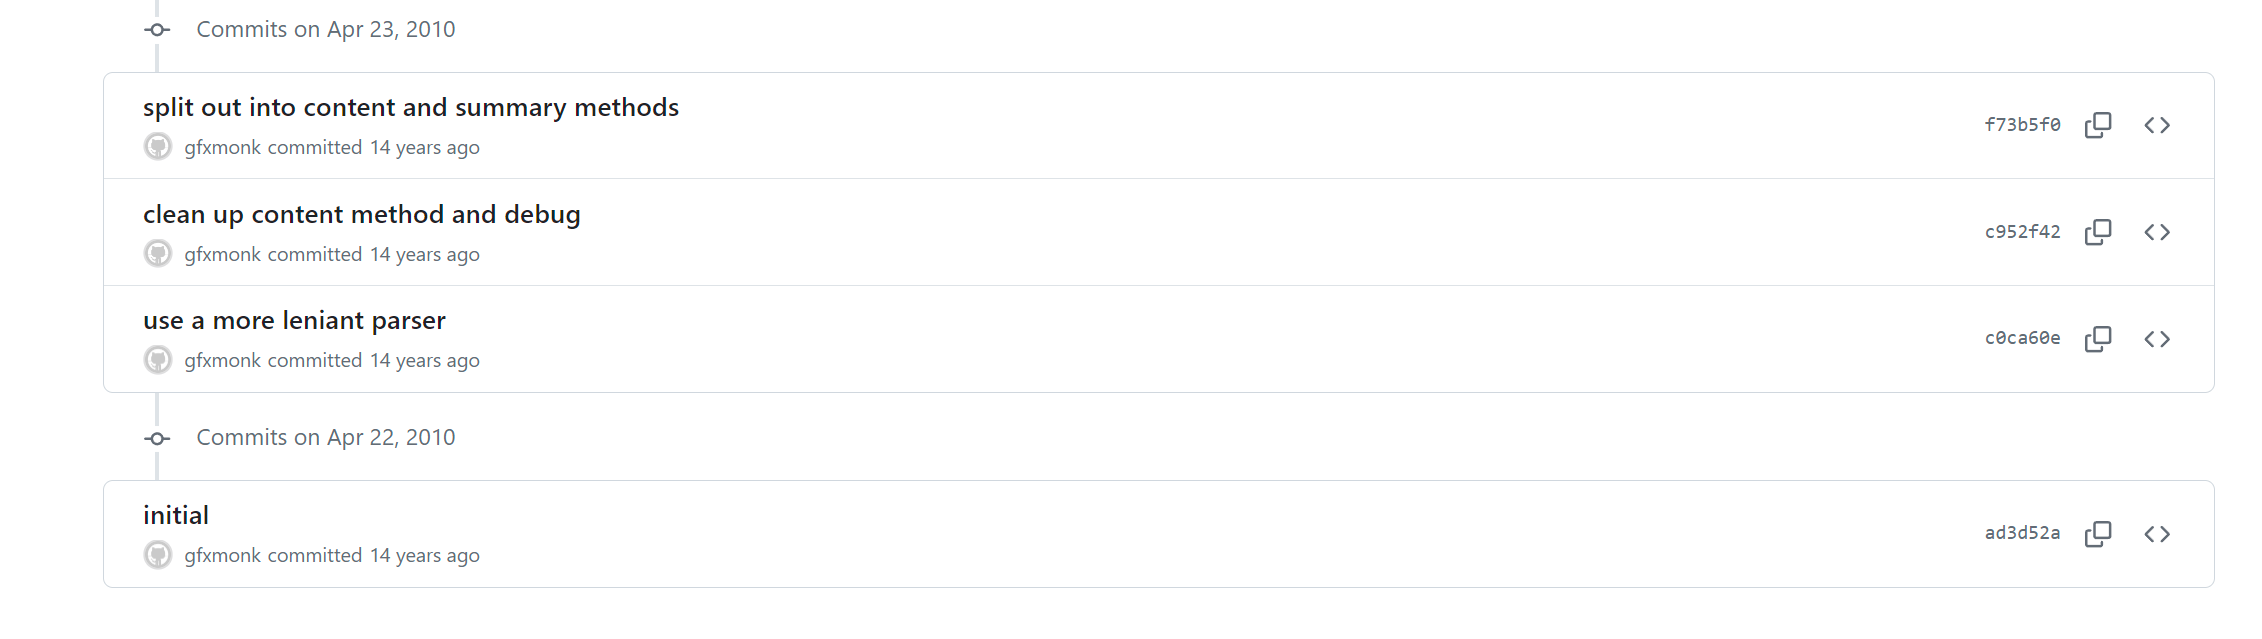 Commits on Apr 23, 2010
split out into content and summary methods
gfxmonk committed 14 years ago
f73b5f0
clean up content method and debug
gfxmonk committed 14 years ago
c952f42
use a more leniant parser
gfxmonk committed 14 years ago
c0ca60e
Commits on Apr 22, 2010
initial
gfxmonk committed 14 years ago
ad3d52a